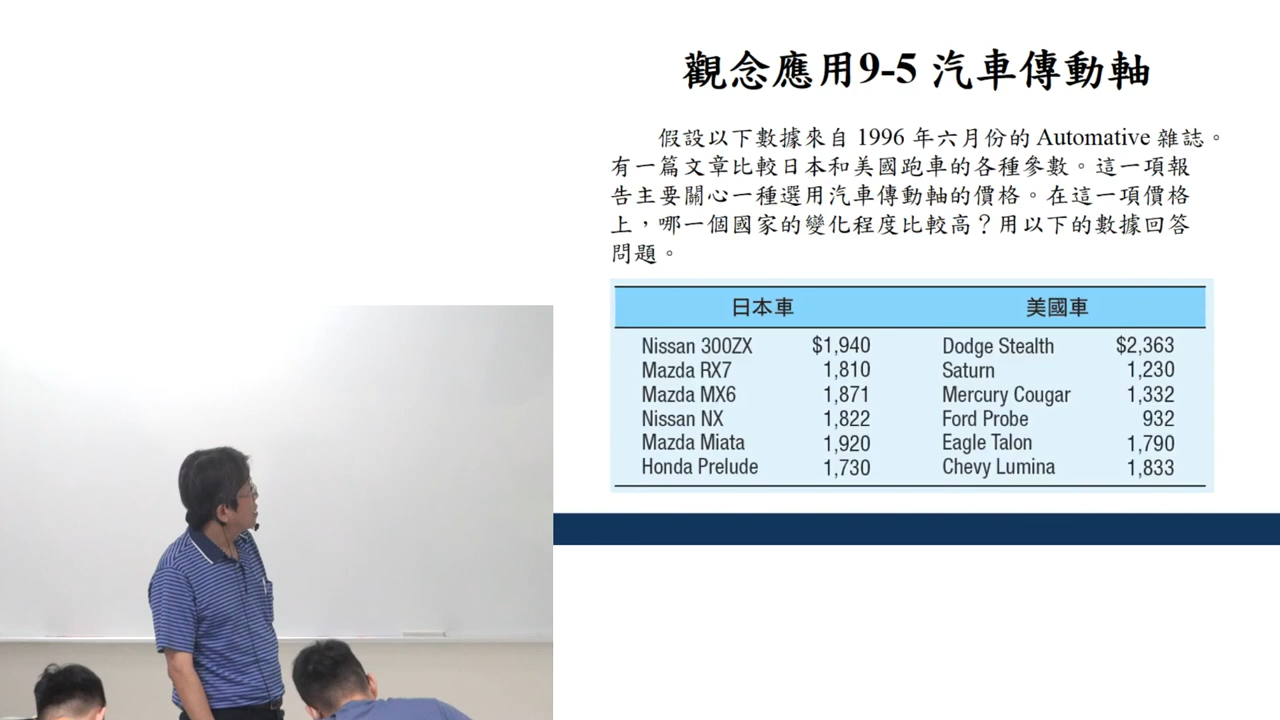 觀念應用9-5 汽車傳動軸
假設以下數據來自 1996 年六月份的 Automative 雜誌。
有一篇文章比較日本和美國跑車的各種參數。這一項報
告主要關心一種選用汽車傳動軸的價格。在這一項價格
上，哪一個國家的變化程度比較高？用以下的數據回答
問題。
日本車 美國車
Nissan 300ZX $1,940 Dodge Stealth $2,363
Mazda RX7 1,810 Saturn 1,230
Mazda MX6 1,871 Mercury Cougar 1,332
Nissan NX 1,822 Ford Probe 932
Mazda Miata 1,920 Eagle Talon 1,790
Honda Prelude 1,730 Chevy Lumina 1,833